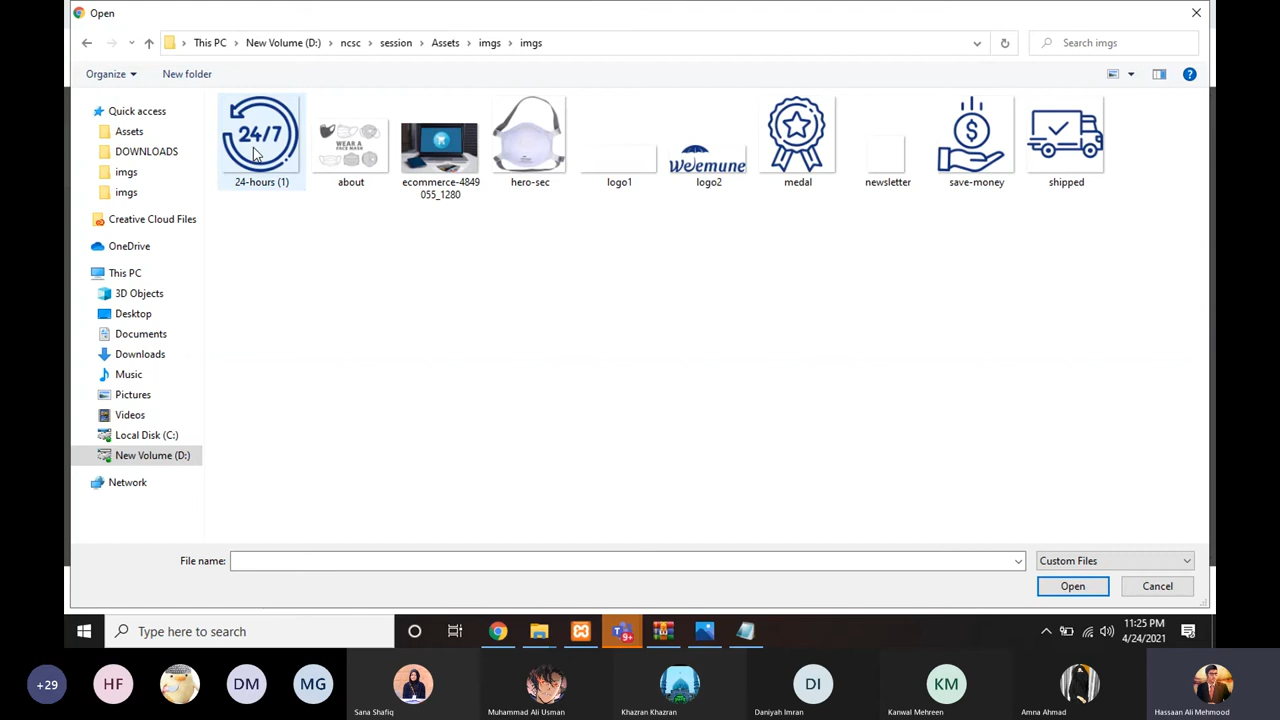 Open
This PC
New Volume (D:)
ncsc
session
Assets
imgs
imgs
Search imgs
Organize
New folder
Quick access
Assets
DOWNLOADS
imgs
imgs
Creative Cloud Files
OneDrive
This PC
3D Objects
Desktop
Documents
Downloads
Music
Pictures
Videos
Local Disk (C:)
New Volume (D:)
Network
24/7
WEAR A
FACE MASK
Welemune
24-hours (1)
about
ecommerce-4849
055_1280
hero-sec
logo1
logo2
medal
newsletter
save-money
shipped
File name:
Custom Files
Open
Cancel
Type here to search
9+
11:25 PM
4/24/2021
+29
HF
DM
MG
Sana Shafiq
Muhammad Ali Usman
Khazran Khazran
DI
Daniyah Imran
KM
Kanwal Mehreen
Amna Ahmad
Hassaan Ali Mehmood